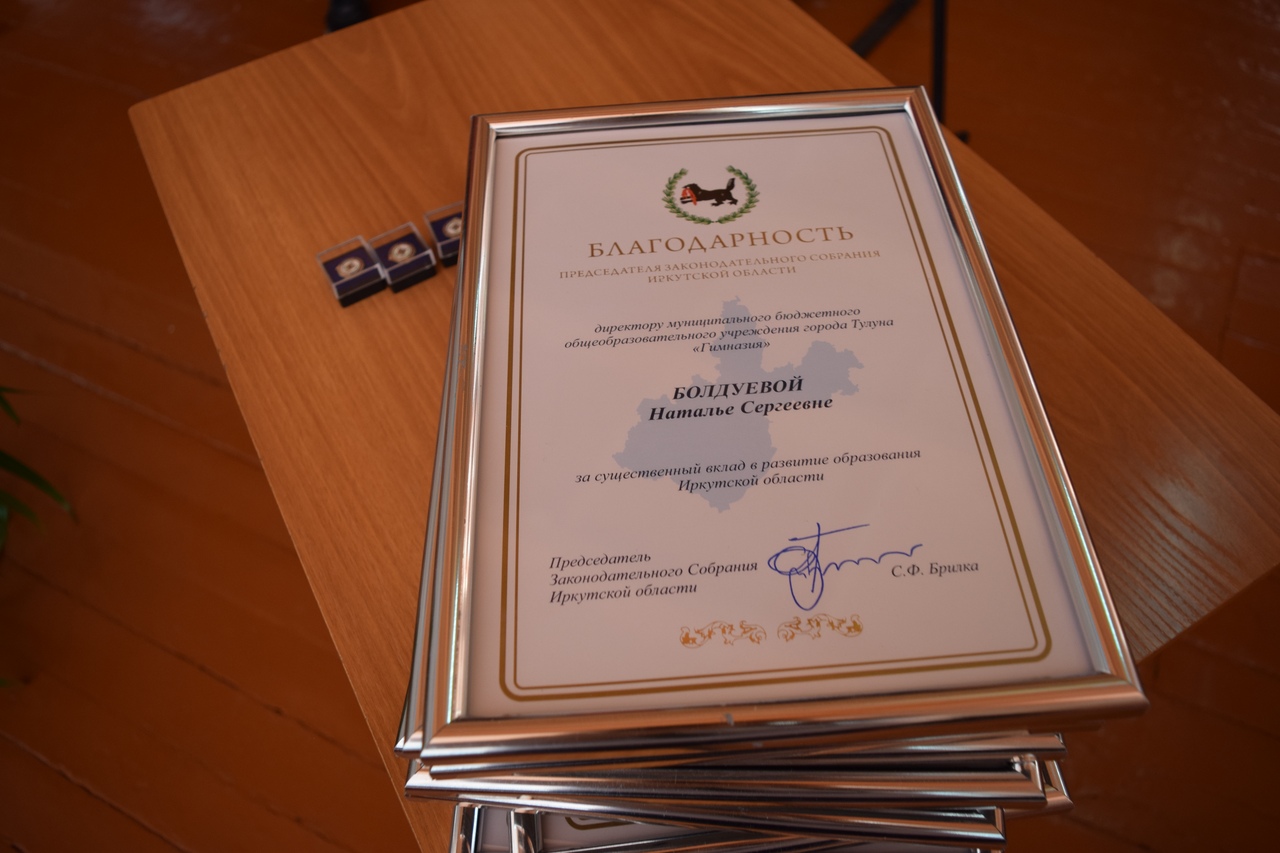 БЛАГОДАРНОСТЬ
ПРЕДСЕДАТЕЛЯ ЗАКОНОДАТЕЛЬНОГО СОБРАНИЯ
ИРКУТСКОЙ ОБЛАСТИ
директору муниципального бюджетного
общеобразовательного учреждения города Тулуна
«Гимназия»
БОЛДУЕВОЙ
Наталье Сергеевне
за существенный вклад в развитие образования
Иркутской области
Председатель
Законодательного Собрания
Иркутской области
С.Ф. Брилка